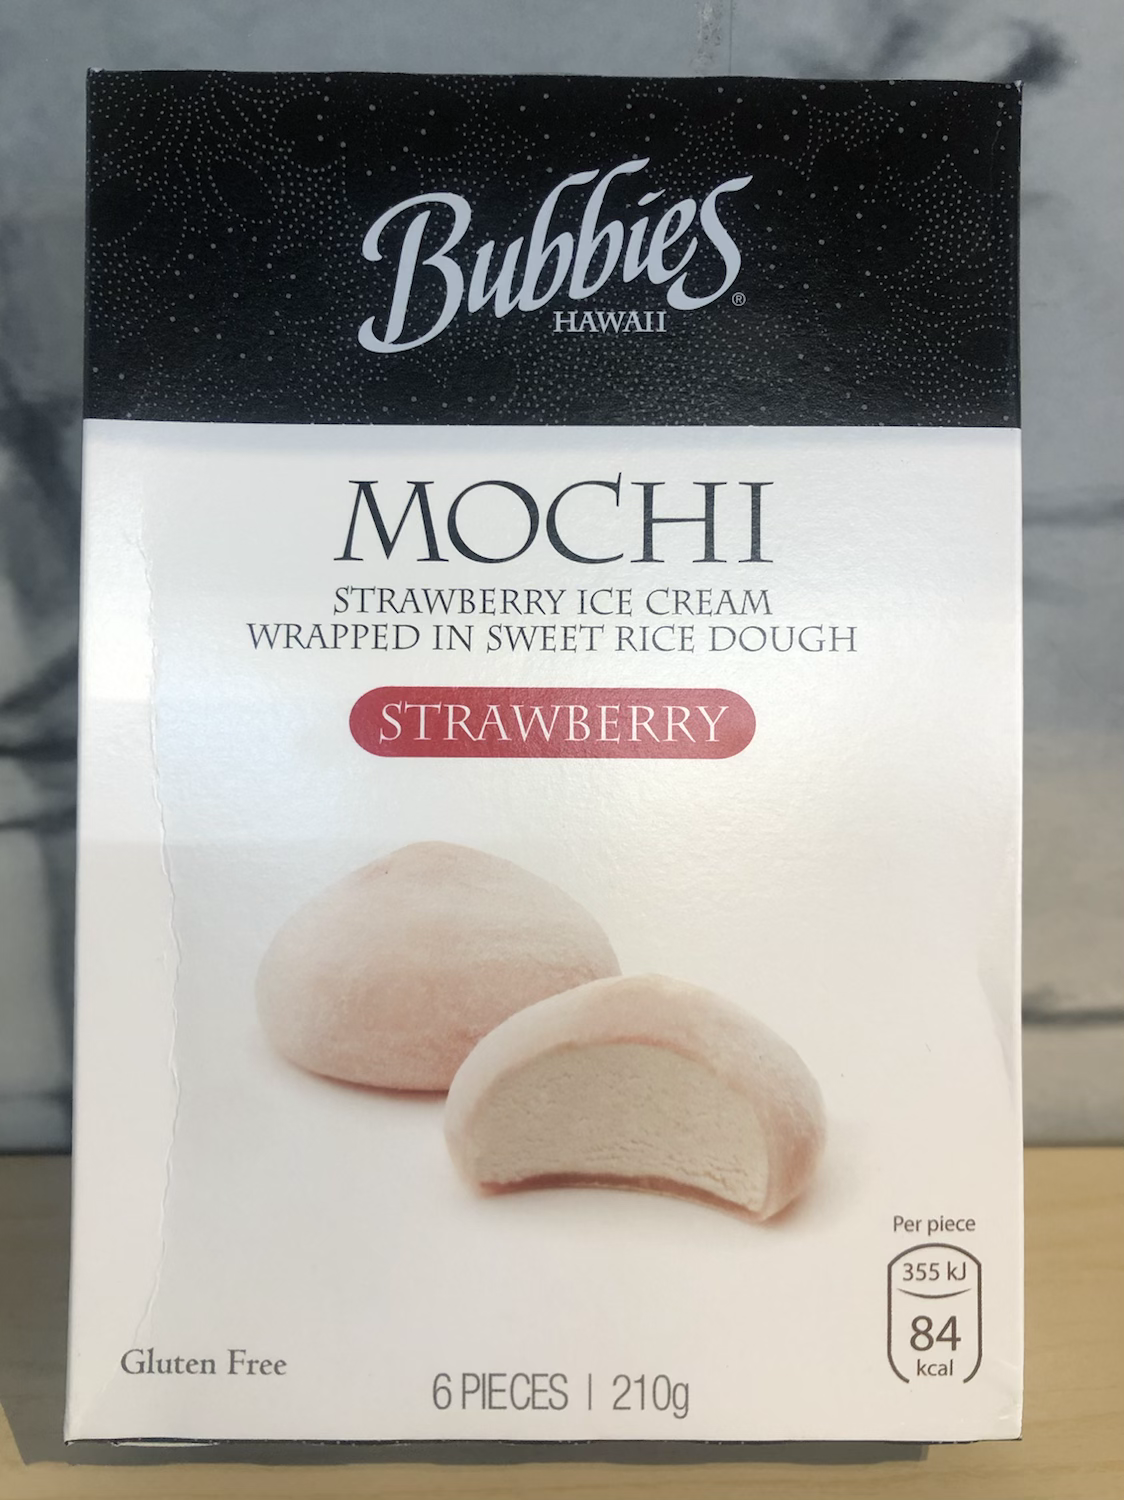 Bubbies®
HAWAII
MOCHI
STRAWBERRY ICE CREAM
WRAPPED IN SWEET RICE DOUGH
STRAWBERRY
Per piece
355 kJ
84
kcal
Gluten Free
6 PIECES | 210g